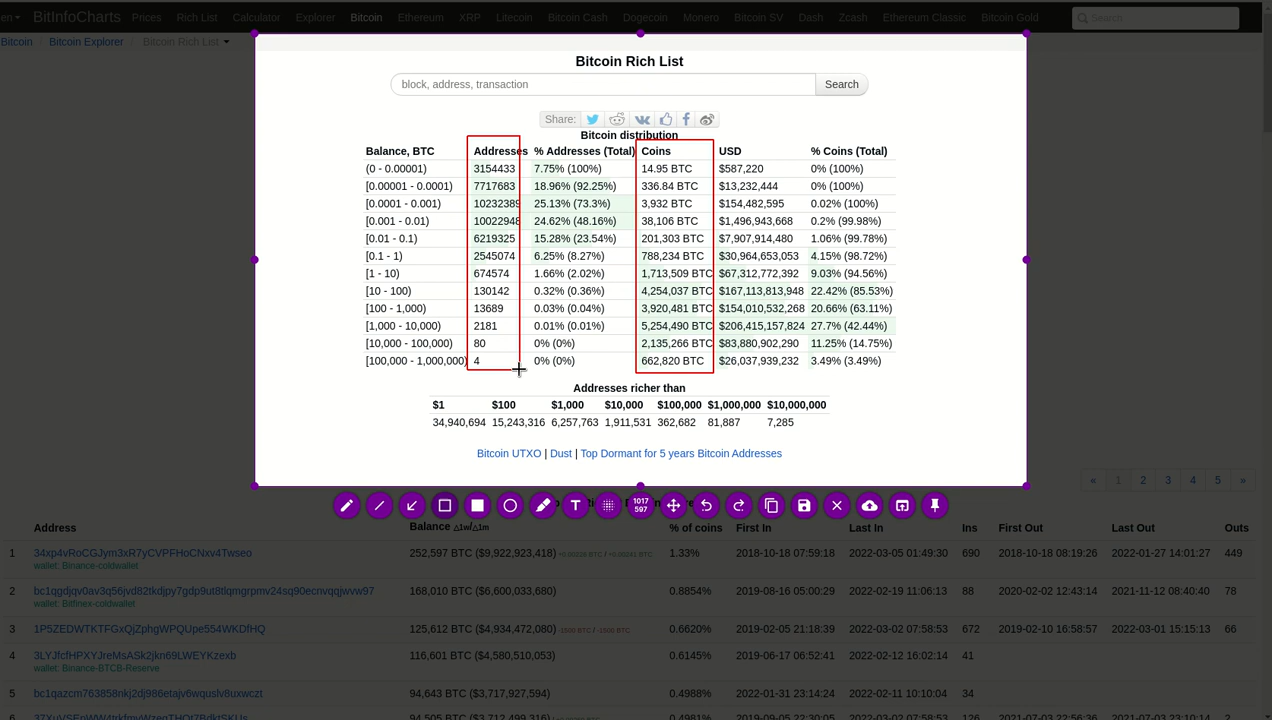 en BitInfoCharts Prices Rich List Calculator Explorer Bitcoin Ethereum XRP Litecoin Bitcoin Cash Dogecoin Monero Bitcoin SV Dash Zcash Ethereum Classic Bitcoin Gold Search
Bitcoin / Bitcoin Explorer / Bitcoin Rich List
Bitcoin Rich List
block, address, transaction Search
Share:
Bitcoin distribution
Balance, BTC Addresses % Addresses (Total) Coins USD % Coins (Total)
(0 - 0.00001) 3154433 7.75% (100%) 14.95 BTC $587,220 0% (100%)
[0.00001 - 0.0001) 7717683 18.96% (92.25%) 336.84 BTC $13,232,444 0% (100%)
[0.0001 - 0.001) 10232389 25.13% (73.3%) 3,932 BTC $154,482,595 0.02% (100%)
[0.001 - 0.01) 10022948 24.62% (48.16%) 38,106 BTC $1,496,943,668 0.2% (99.98%)
[0.01 - 0.1) 6219325 15.28% (23.54%) 201,303 BTC $7,907,914,480 1.06% (99.78%)
[0.1 - 1) 2545074 6.25% (8.27%) 788,234 BTC $30,964,653,053 4.15% (98.72%)
[1 - 10) 674574 1.66% (2.02%) 1,713,509 BTC $67,312,772,392 9.03% (94.56%)
[10 - 100) 130142 0.32% (0.36%) 4,254,037 BTC $167,113,813,948 22.42% (85.53%)
[100 - 1,000) 13689 0.03% (0.04%) 3,920,481 BTC $154,010,532,268 20.66% (63.11%)
[1,000 - 10,000) 2181 0.01% (0.01%) 5,254,490 BTC $206,415,157,824 27.7% (42.44%)
[10,000 - 100,000) 80 0% (0%) 2,135,266 BTC $83,880,902,290 11.25% (14.75%)
[100,000 - 1,000,000) 4 0% (0%) 662,820 BTC $26,037,939,232 3.49% (3.49%)
Addresses richer than
$1 $100 $1,000 $10,000 $100,000 $1,000,000 $10,000,000
34,940,694 15,243,316 6,257,763 1,911,531 362,682 81,887 7,285
Bitcoin UTXO | Dust | Top Dormant for 5 years Bitcoin Addresses
« 1 2 3 4 5 »
T 1017 597
Address Balance △1w/△1m % of coins First In Last In Ins First Out Last Out Outs
1 34xp4vRoCGJym3xR7yCVPFHoCNxv4Twseo 252,597 BTC ($9,922,923,418) 1.33% 2018-10-18 07:59:18 2022-03-05 01:49:30 690 2018-10-18 08:19:26 2022-01-27 14:01:27 449
wallet: Binance-coldwallet
2 bc1qgdjqv0av3q56jvd82tkdjpy7gdp9ut8tlqmgrpmv24sq90ecnvqqjwvw97 168,010 BTC ($6,600,033,680) 0.8854% 2019-08-16 05:00:29 2022-02-19 11:06:13 88 2020-02-02 12:43:14 2021-11-12 08:40:40 78
wallet: Bitfinex-coldwallet
3 1P5ZEDWTKTFGxQjZphgWPQUpe554WKDfHQ 125,612 BTC ($4,934,472,080) -2500 BTC / -1500 BTC 0.6620% 2019-02-05 21:18:39 2022-03-02 07:58:53 672 2019-02-10 16:58:57 2022-03-01 15:15:13 66
4 3LYJfcfHPXYJreMsASk2jkn69LWEYKzexb 116,601 BTC ($4,580,510,053) 0.6145% 2019-06-17 06:52:41 2022-02-12 16:02:14 41
wallet: Binance-BTCB-Reserve
5 bc1qazcm763858nkj2dj986etajv6wquslv8uxwczt 94,643 BTC ($3,717,927,594) 0.4988% 2022-01-31 23:14:24 2022-02-11 10:10:04 34